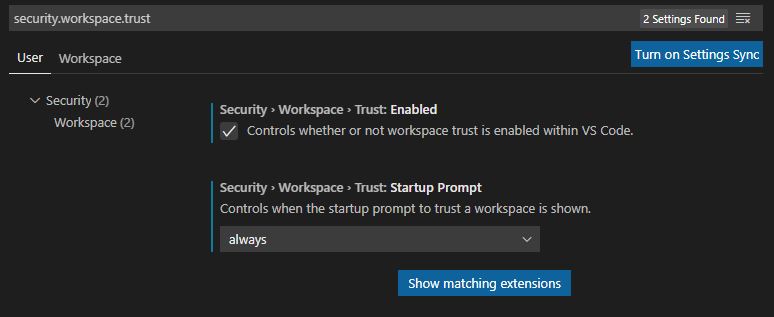 security.workspace.trust
2 Settings Found
User
Workspace
Turn on Settings Sync
Security (2)
Workspace (2)
Security › Workspace › Trust: Enabled
Controls whether or not workspace trust is enabled within VS Code.
Security › Workspace › Trust: Startup Prompt
Controls when the startup prompt to trust a workspace is shown.
always
Show matching extensions